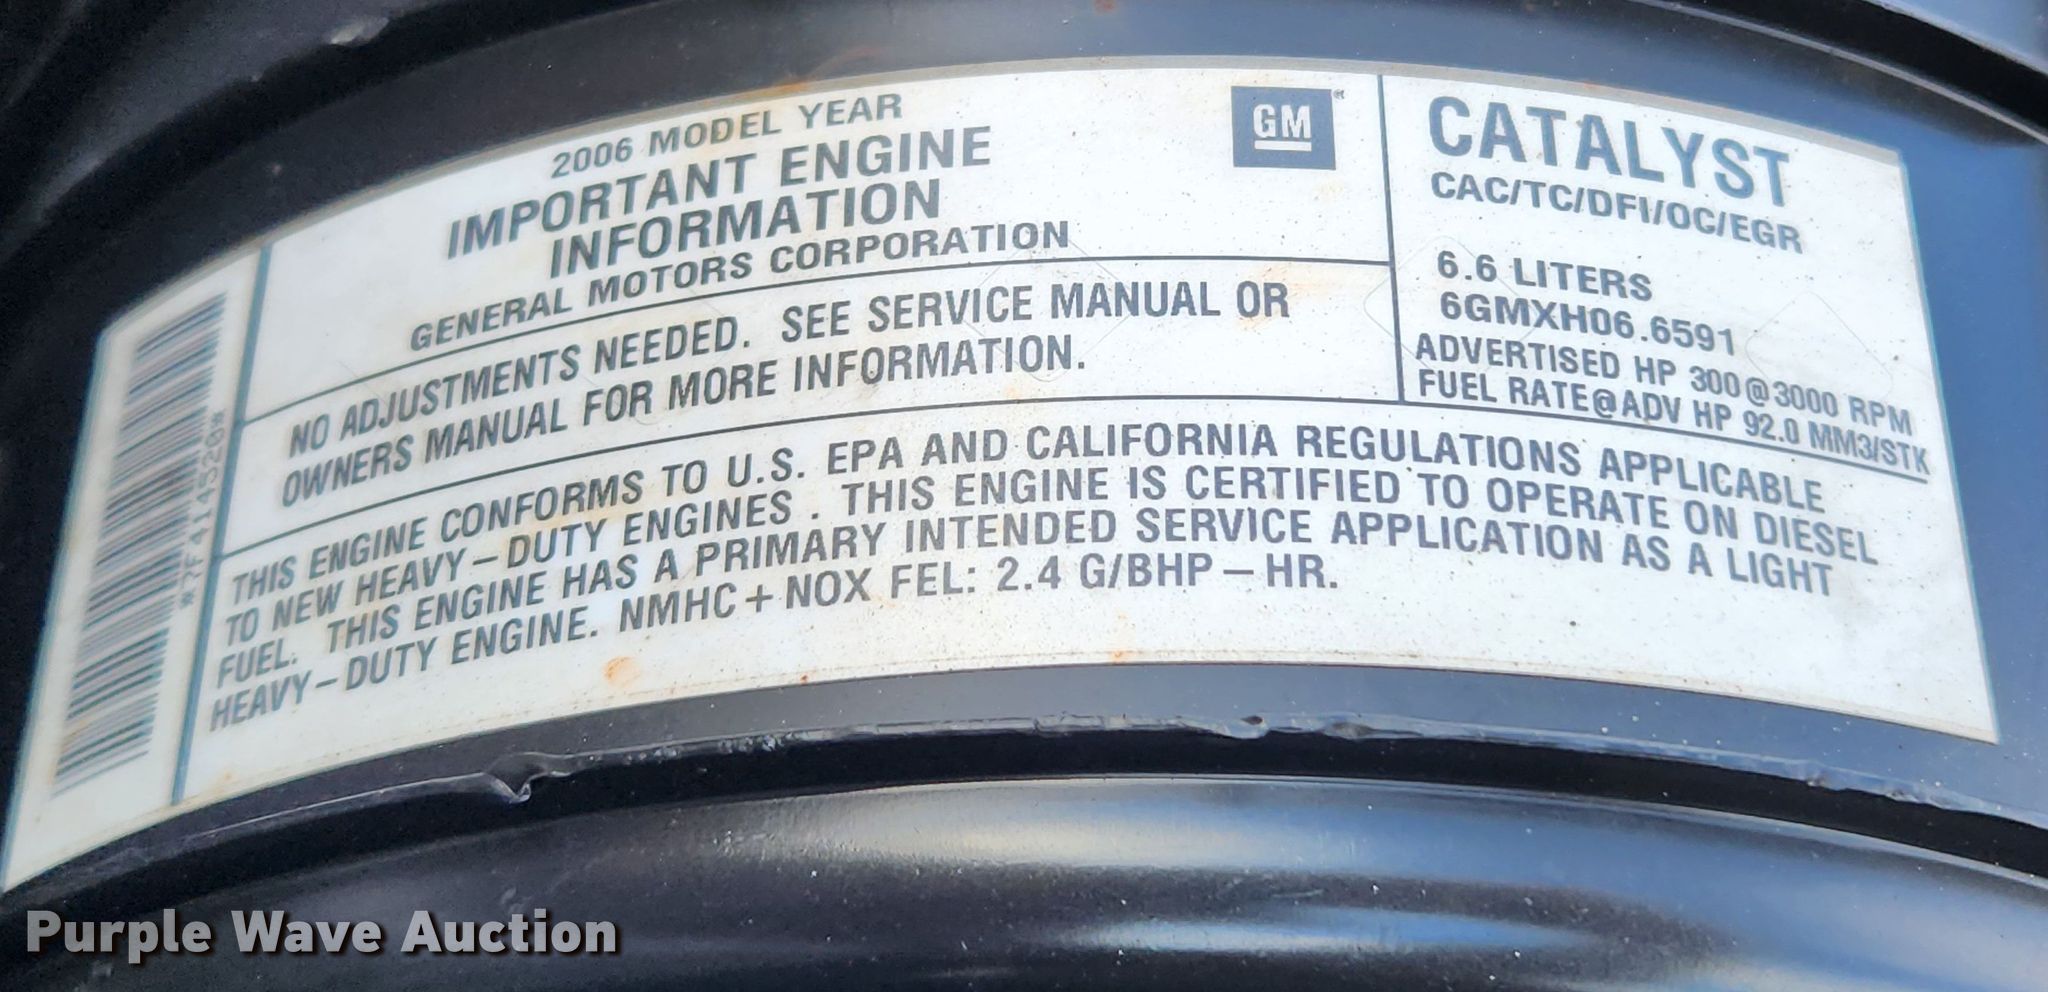 2006 MODEL YEAR
IMPORTANT ENGINE
INFORMATION
GENERAL MOTORS CORPORATION
GM
NO ADJUSTMENTS NEEDED. SEE SERVICE MANUAL OR
OWNERS MANUAL FOR MORE INFORMATION.
CATALYST
CAC/TC/DFI/OC/EGR
6.6 LITERS
6GMXH06.6591
ADVERTISED HP 300@3000 RPM
FUEL RATE@ADV HP 92.0 MM3/STK
THIS ENGINE CONFORMS TO U.S. EPA AND CALIFORNIA REGULATIONS APPLICABLE
TO NEW HEAVY-DUTY ENGINES. THIS ENGINE IS CERTIFIED TO OPERATE ON DIESEL
FUEL. THIS ENGINE HAS A PRIMARY INTENDED SERVICE APPLICATION AS A LIGHT
HEAVY-DUTY ENGINE. NMHC+NOX FEL: 2.4 G/BHP-HR.
*7F414520*
Purple Wave Auction